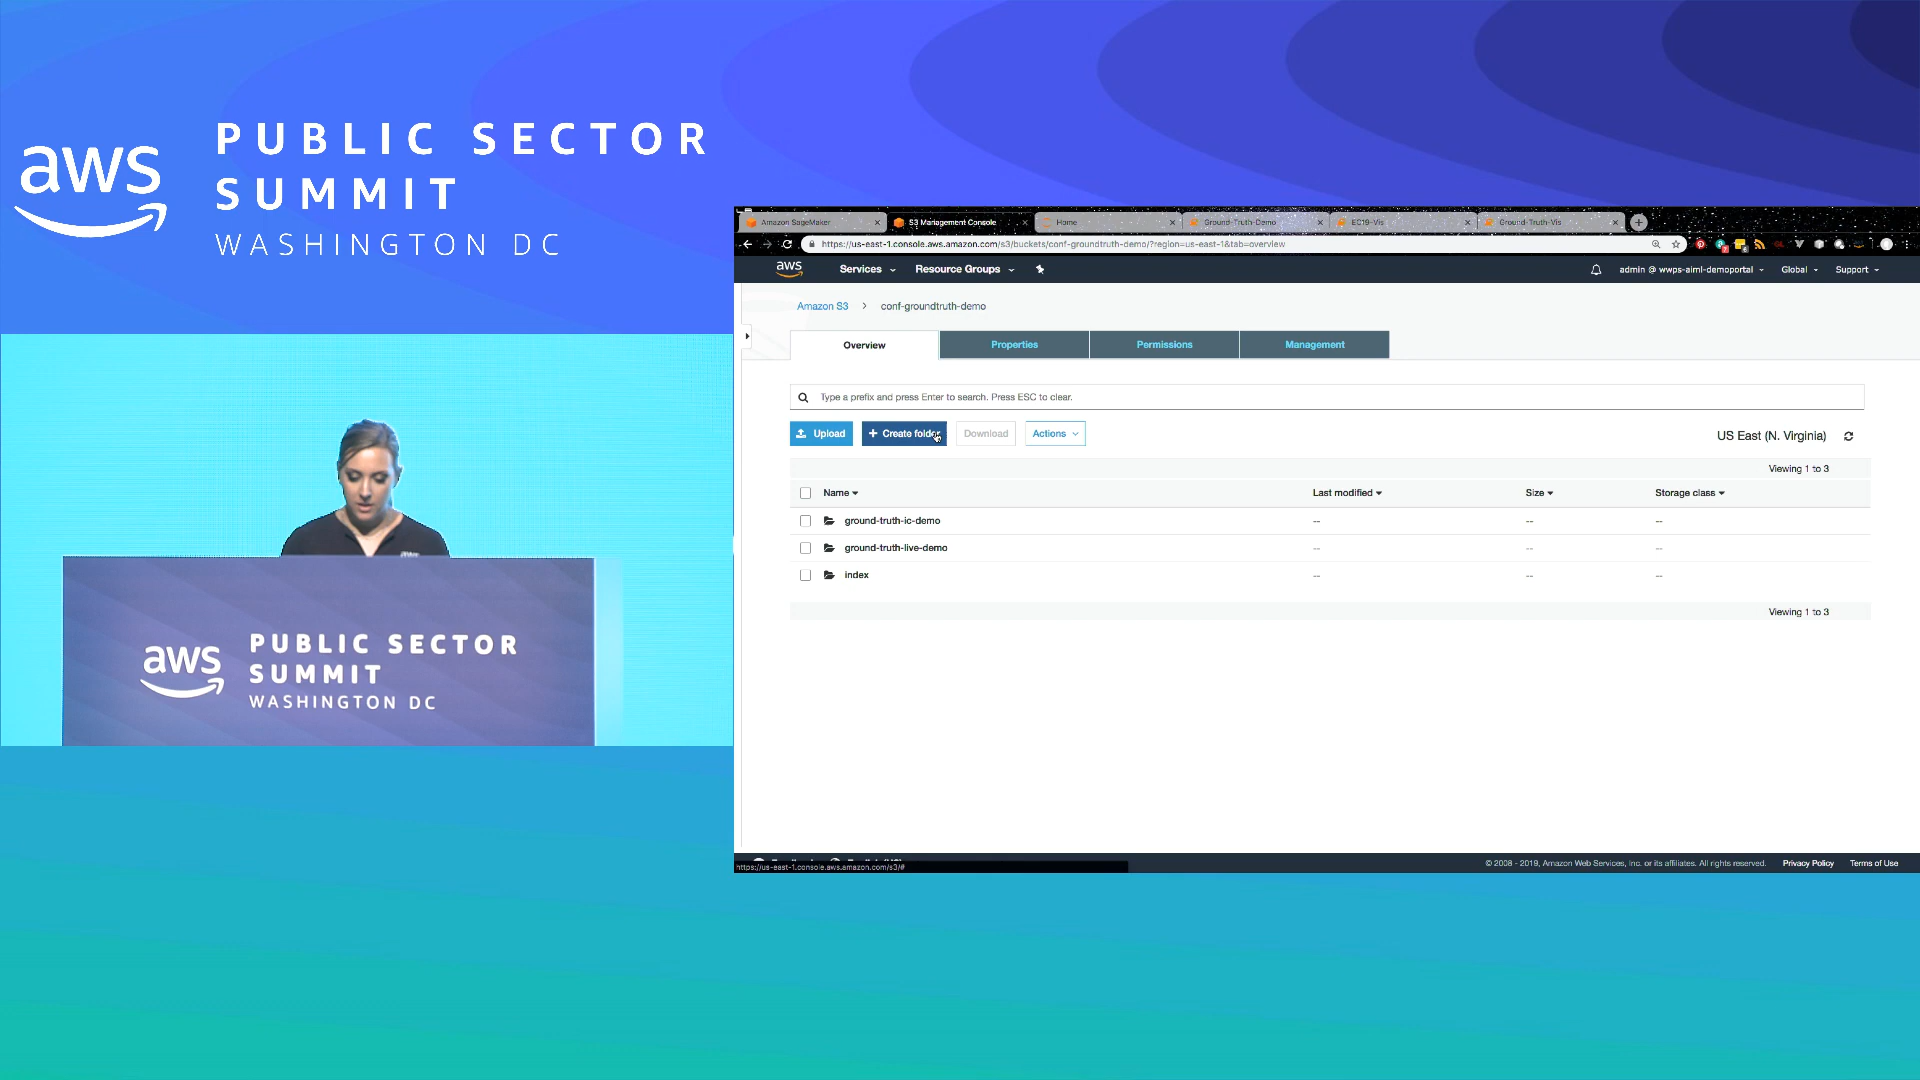 aws
PUBLIC SECTOR
SUMMIT
WASHINGTON DC
aws
PUBLIC SECTOR
SUMMIT
WASHINGTON DC
Amazon SageMaker
S3 Management Console
Home
Ground-Truth-Demo
EC19-Vis
Ground-Truth-Vis
https://us-east-1.console.aws.amazon.com/s3/buckets/conf-groundtruth-demo/?region=us-east-1&tab=overview
aws
Services
Resource Groups
admin @ wwps-aiml-demoportal
Global
Support
Amazon S3 > conf-groundtruth-demo
Overview
Properties
Permissions
Management
Type a prefix and press Enter to search. Press ESC to clear.
Upload
+ Create folder
Download
Actions
US East (N. Virginia)
Viewing 1 to 3
Name
Last modified
Size
Storage class
ground-truth-ic-demo -- -- --
ground-truth-live-demo -- -- --
index -- -- --
Viewing 1 to 3
© 2008 - 2019, Amazon Web Services, Inc. or its affiliates. All rights reserved.
Privacy Policy
Terms of Use
https://us-east-1.console.aws.amazon.com/s3/#